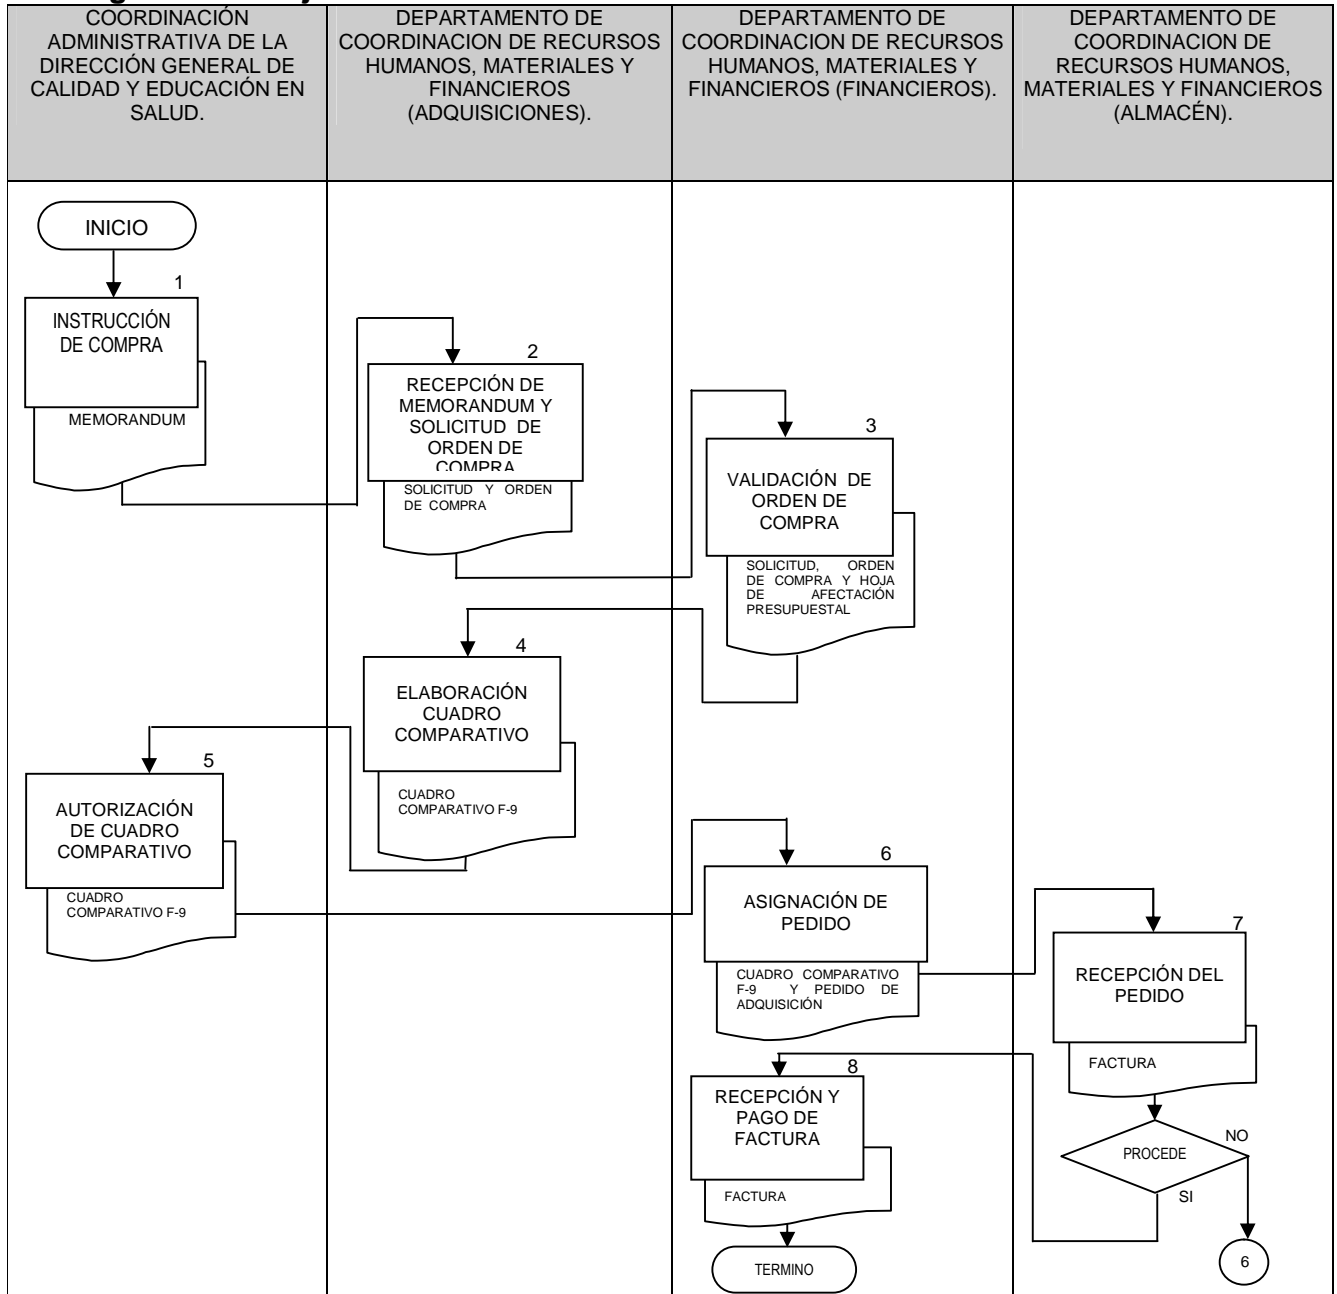 COORDINACIÓN
ADMINISTRATIVA DE LA
DIRECCIÓN GENERAL DE
CALIDAD Y EDUCACIÓN EN
SALUD.
DEPARTAMENTO DE
COORDINACION DE RECURSOS
HUMANOS, MATERIALES Y
FINANCIEROS
(ADQUISICIONES).
DEPARTAMENTO DE
COORDINACION DE RECURSOS
HUMANOS, MATERIALES Y
FINANCIEROS (FINANCIEROS).
DEPARTAMENTO DE
COORDINACION DE
RECURSOS HUMANOS,
MATERIALES Y FINANCIEROS
(ALMACÉN).
INICIO
1
INSTRUCCIÓN
DE COMPRA
MEMORANDUM
2
RECEPCIÓN DE
MEMORANDUM Y
SOLICITUD DE
ORDEN DE
COMPRA
SOLICITUD Y ORDEN
DE COMPRA
3
VALIDACIÓN DE
ORDEN DE
COMPRA
SOLICITUD, ORDEN
DE COMPRA Y HOJA
DE AFECTACIÓN
PRESUPUESTAL
4
ELABORACIÓN
CUADRO
COMPARATIVO
CUADRO
COMPARATIVO F-9
5
AUTORIZACIÓN
DE CUADRO
COMPARATIVO
CUADRO
COMPARATIVO F-9
6
ASIGNACIÓN DE
PEDIDO
CUADRO COMPARATIVO
F-9 Y PEDIDO DE
ADQUISICIÓN
7
RECEPCIÓN DEL
PEDIDO
FACTURA
PROCEDE
NO
SI
6
8
RECEPCIÓN Y
PAGO DE
FACTURA
FACTURA
TERMINO